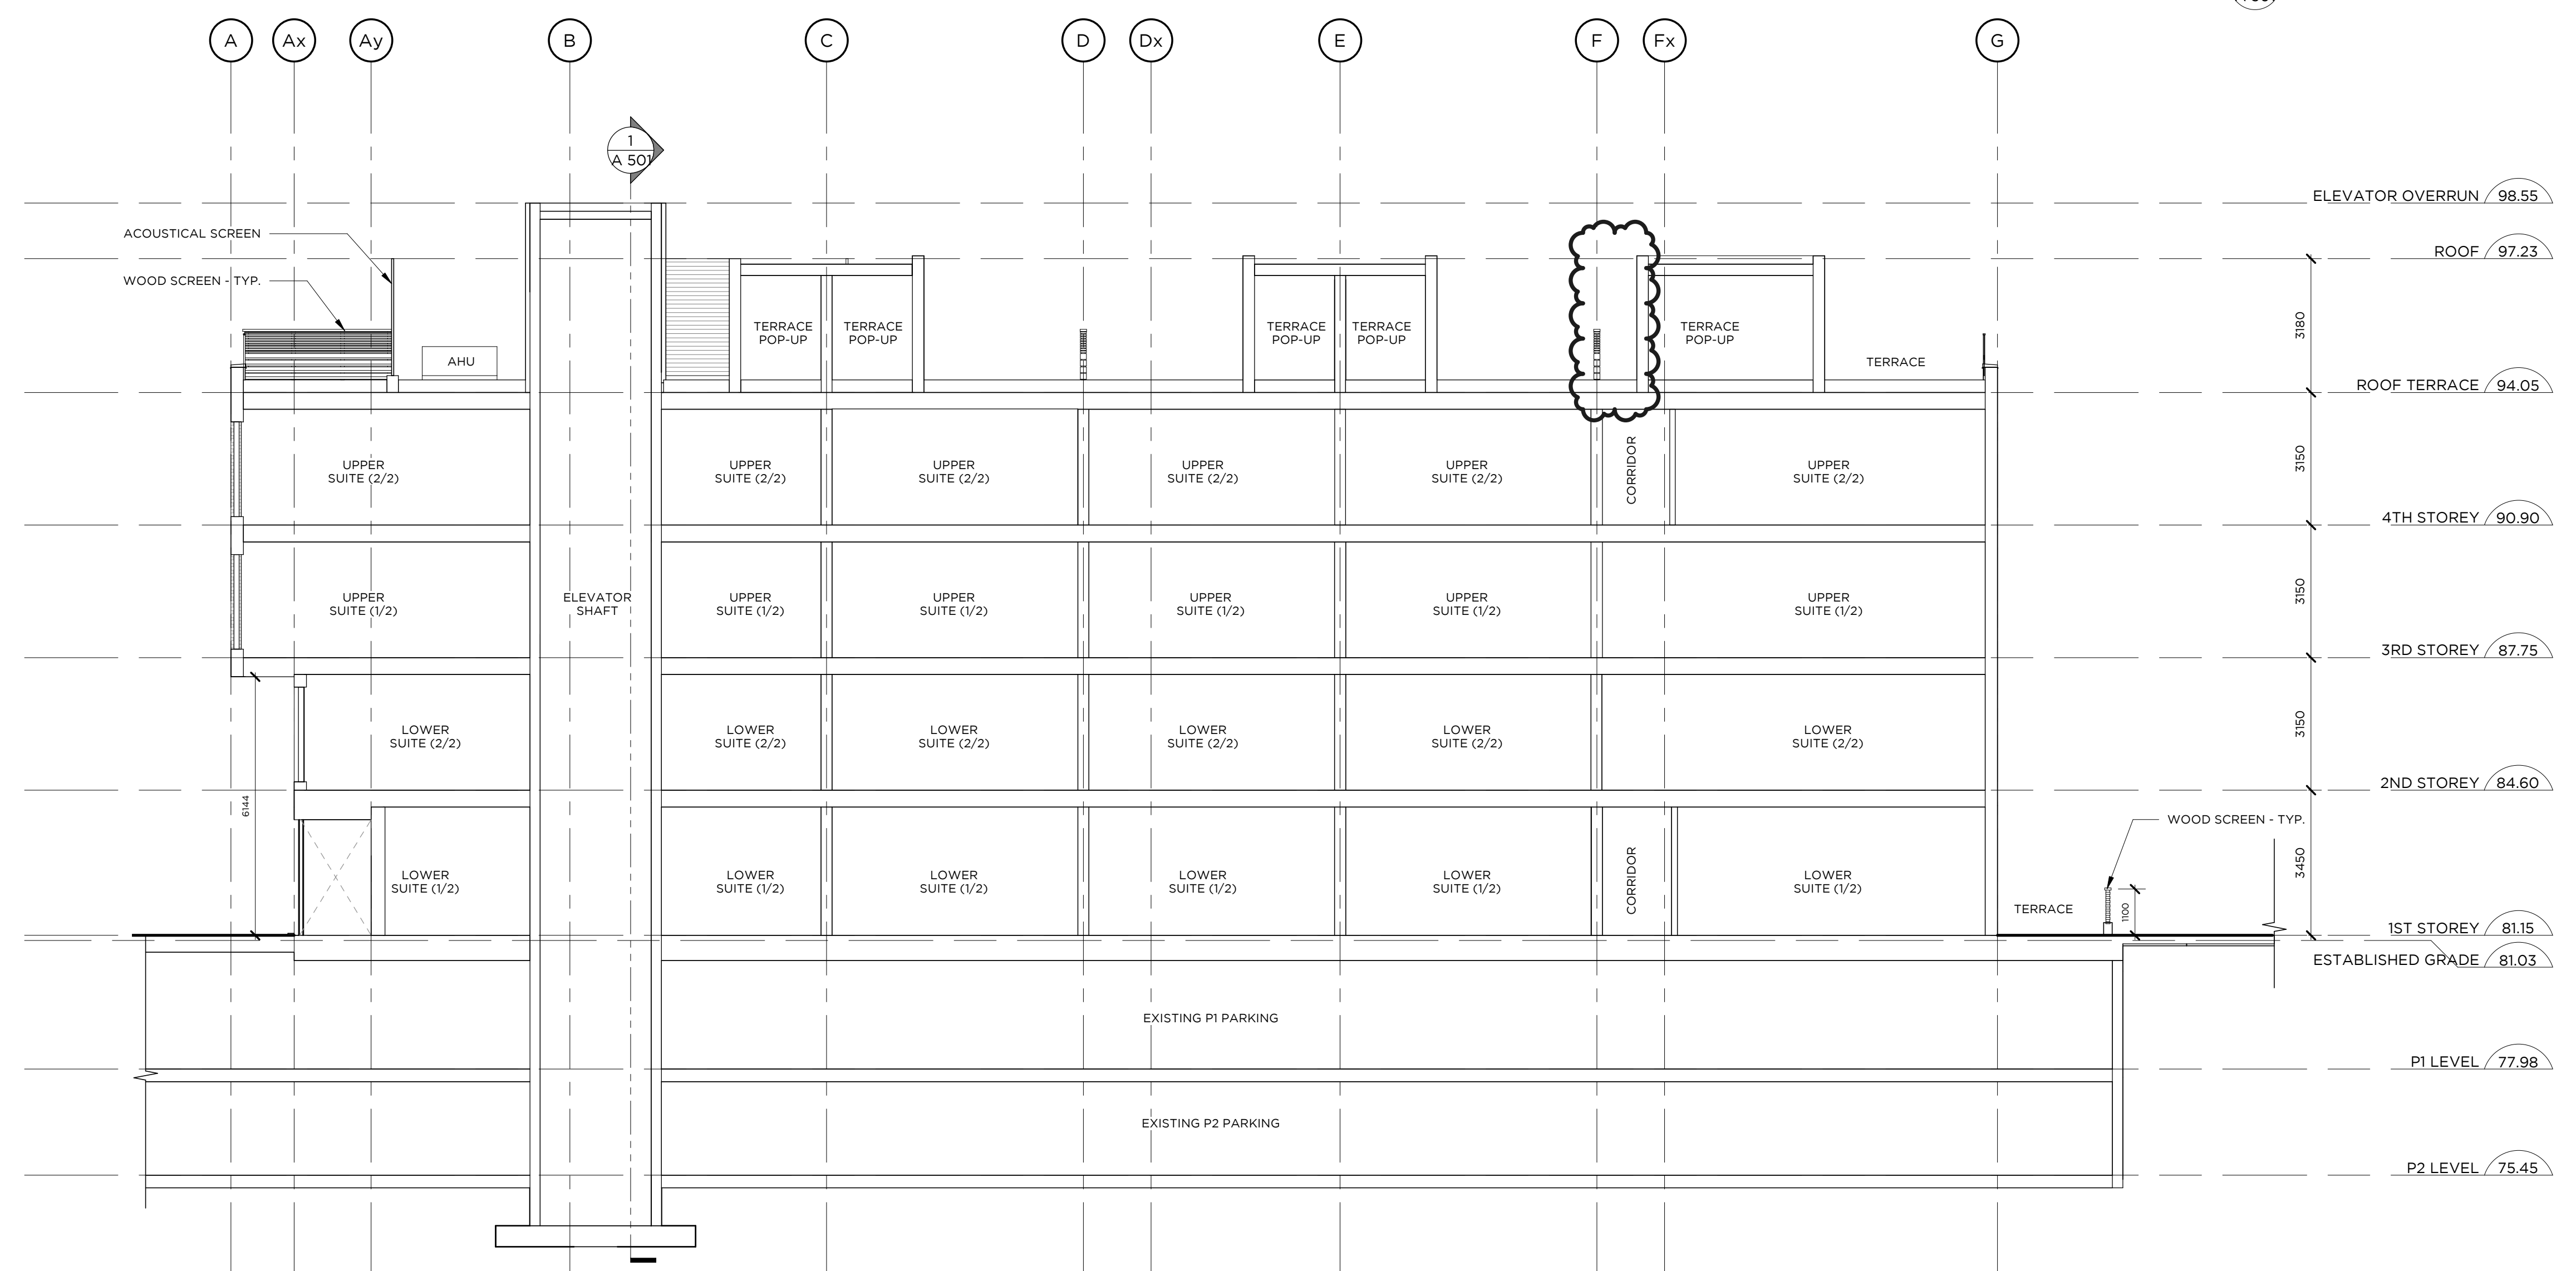 A
Ax
Ay
B
C
D
Dx
E
F
Fx
G
1
A 501
ELEVATOR OVERRUN 98.55
ACOUSTICAL SCREEN
ROOF 97.23
WOOD SCREEN - TYP.
3180
TERRACE
POP-UP
TERRACE
POP-UP
TERRACE
POP-UP
TERRACE
POP-UP
TERRACE
POP-UP
AHU
TERRACE
ROOF TERRACE 94.05
UPPER
SUITE (2/2)
UPPER
SUITE (2/2)
UPPER
SUITE (2/2)
UPPER
SUITE (2/2)
UPPER
SUITE (2/2)
CORRIDOR
UPPER
SUITE (2/2)
3150
4TH STOREY 90.90
UPPER
SUITE (1/2)
ELEVATOR
SHAFT
UPPER
SUITE (1/2)
UPPER
SUITE (1/2)
UPPER
SUITE (1/2)
UPPER
SUITE (1/2)
UPPER
SUITE (1/2)
3150
3RD STOREY 87.75
LOWER
SUITE (2/2)
LOWER
SUITE (2/2)
LOWER
SUITE (2/2)
LOWER
SUITE (2/2)
LOWER
SUITE (2/2)
LOWER
SUITE (2/2)
3150
2ND STOREY 84.60
6144
WOOD SCREEN - TYP.
LOWER
SUITE (1/2)
LOWER
SUITE (1/2)
LOWER
SUITE (1/2)
LOWER
SUITE (1/2)
LOWER
SUITE (1/2)
CORRIDOR
LOWER
SUITE (1/2)
3450
TERRACE
1100
1ST STOREY 81.15
ESTABLISHED GRADE 81.03
EXISTING P1 PARKING
P1 LEVEL 77.98
EXISTING P2 PARKING
P2 LEVEL 75.45